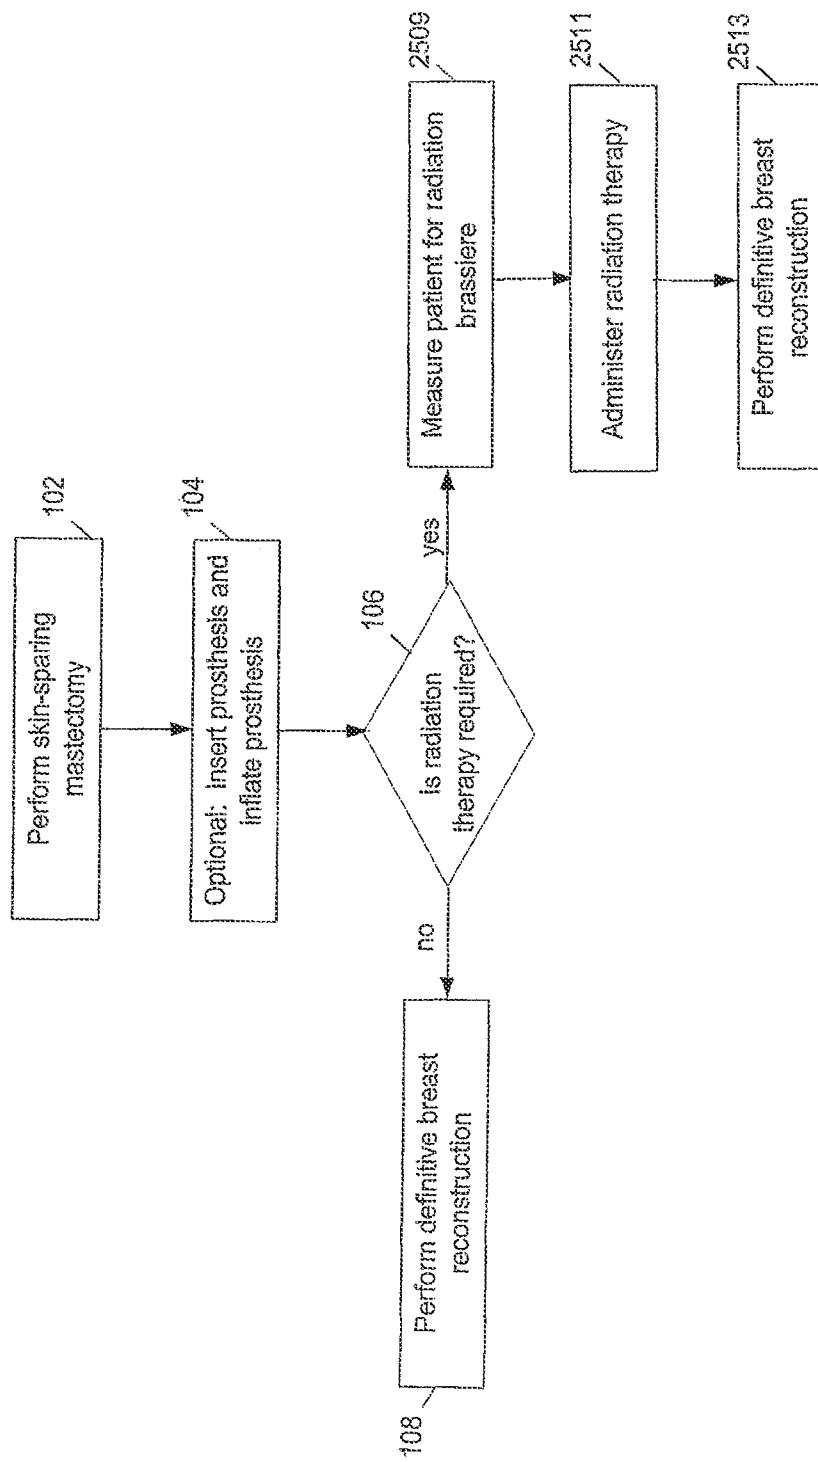 102
Perform skin-sparing
mastectomy
104
Optional: Insert prosthesis and
inflate prosthesis
106
Is radiation
therapy required?
no
yes
108
Perform definitive breast
reconstruction
2509
Measure patient for radiation
brassiere
2511
Administer radiation therapy
2513
Perform definitive breast
reconstruction